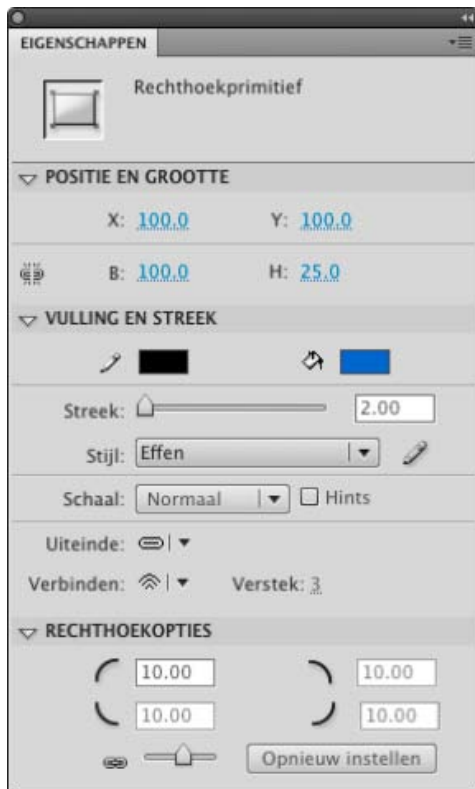 EIGENSCHAPPEN
Rechthoekprimitief
POSITIE EN GROOTTE
X: 100.0 Y: 100.0
B: 100.0 H: 25.0
VULLING EN STREEK
Streek: 2.00
Stijl: Effen
Schaal: Normaal Hints
Uiteinde:
Verbinden: Verstek: 3
RECHTHOEKOPTIES
10.00 10.00
10.00 10.00
Opnieuw instellen